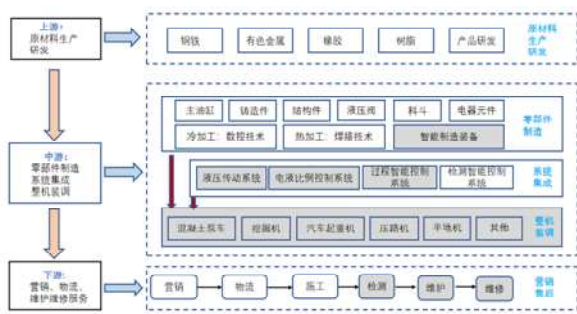 上游：
原材料生产
研发
钢铁
有色金属
橡胶
树脂
产品研发
原材料
生产
研发
中游：
零部件制造
系统集成
整机装调
主油缸
铸造件
结构件
液压阀
料斗
电器元件
冷加工：数控技术
热加工：焊接技术
智能制造装备
零部件
制造
液压传动系统
电液比例控制系统
过程智能控制
系统
检测智能控制
系统
系统
集成
混凝土泵车
挖掘机
汽车起重机
压路机
平地机
其他
整机
装调
下游：
营销、物流、
维护维修服务
营销
物流
施工
检测
维护
维修
营销
售后